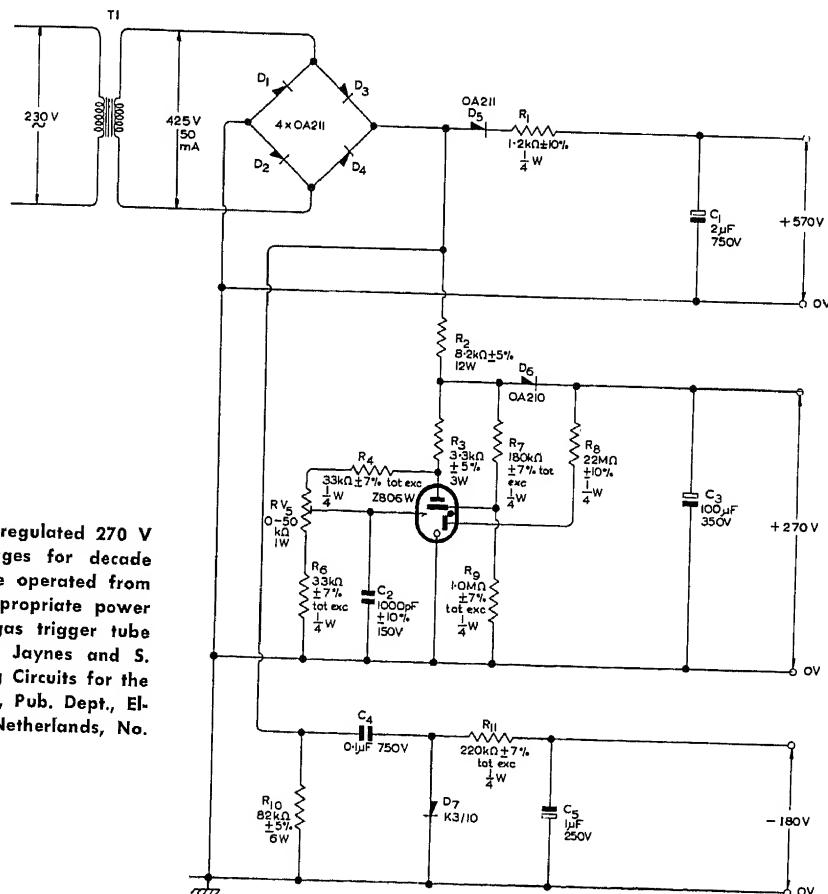 T1
230 V
~
425 V
50
mA
D1
D3
4 × OA211
D2
D4
OA211
D5
R1
1·2kΩ±10%
1/4 W
C1
2μF
750V
+570V
0V
R2
8·2kΩ±5%
12W
D6
OA210
R3
3·3kΩ
±5%
3W
R7
180kΩ
±7% tot
exc
1/4 W
R8
22MΩ
±10%
1/4 W
R4
33kΩ±7% tot exc
1/4 W
Z806W
RV5
0-50
kΩ
1W
R6
33kΩ
±7%
tot exc
1/4 W
C2
1000pF
±10%
150V
R9
1·0MΩ
±7%
tot exc
1/4 W
C3
100μF
350V
+270V
0V
regulated 270 V
ges for decade
e operated from
propriate power
gas trigger tube
Jaynes and S.
g Circuits for the
, Pub. Dept., El-
Netherlands, No.
C4
0·1μF 750V
R11
220kΩ±7%
tot exc
1/4 W
R10
82kΩ
±5%
6W
D7
K3/10
C5
1μF
250V
-180V
0V